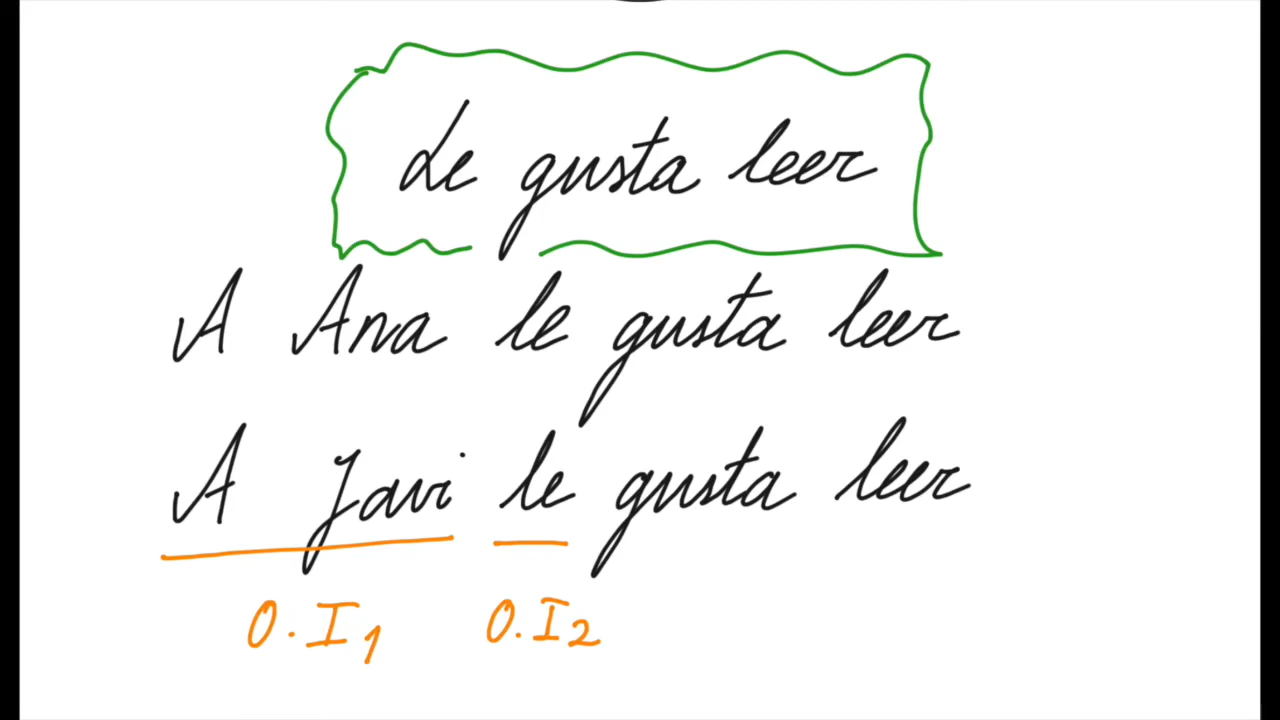 Le gusta leer
A Ana le gusta leer
A Javi le gusta leer
O.I1 O.I2